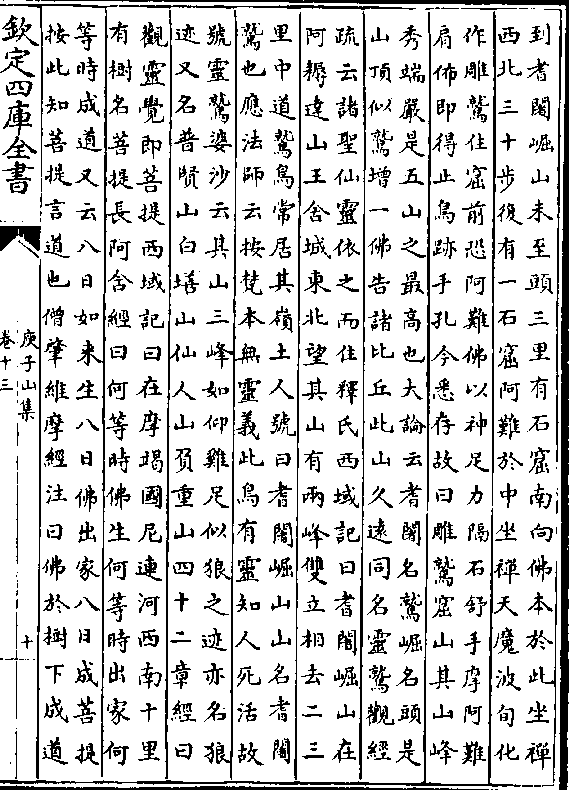 到耆闍崛山未至頭三里有石窟南向佛本於此坐禪
西北三十步復有一石窟阿難於中坐禪天魔波旬化
作雕鷲住窟前恐阿難佛以神足力隔石舒手摩阿難
肩佈即得止鳥跡手孔今悉存故曰雕鷲窟山其山峰
秀端嚴是五山之最高也大論云耆闍名鷲崛名頭是
山頂似鷲增一佛告諸比丘此山久遠同名靈鷲觀經
疏云諸聖仙靈依之而住釋氏西域記曰耆闍崛山在
阿耨達山王舍城東北望其山有兩峰雙立相去二三
里中道鷲鳥常居其嶺土人號曰耆闍崛山山名耆闍
鷲也應法師云按梵本無靈義此鳥有靈知人死活故
號靈鷲婆沙云其山三峰如仰雞足似狼之迹亦名狼
迹又名普賢山白墡山仙人山負重山四十二章經曰
觀靈覺即菩提西域記曰在摩竭國尼連河西南十里
有樹名菩提長阿舍經曰何等時佛生何等時出家何
等時成道又云八日如来生八日佛出家八日成菩提
按此知菩提言道也僧肇維摩經注曰佛於樹下成道
欽定四庫全書
庚子山集
卷十三
十